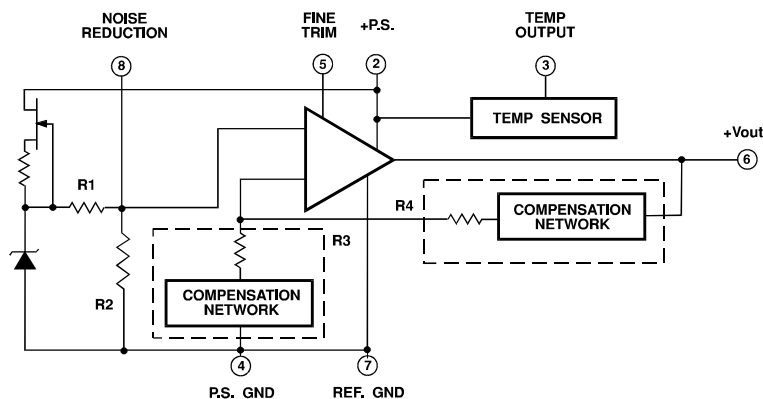 NOISE
REDUCTION
8
FINE
TRIM
5
+P.S.
2
TEMP
OUTPUT
3
TEMP SENSOR
+Vout
6
R1
R2
R3
R4
COMPENSATION
NETWORK
COMPENSATION
NETWORK
4
P.S. GND
7
REF. GND